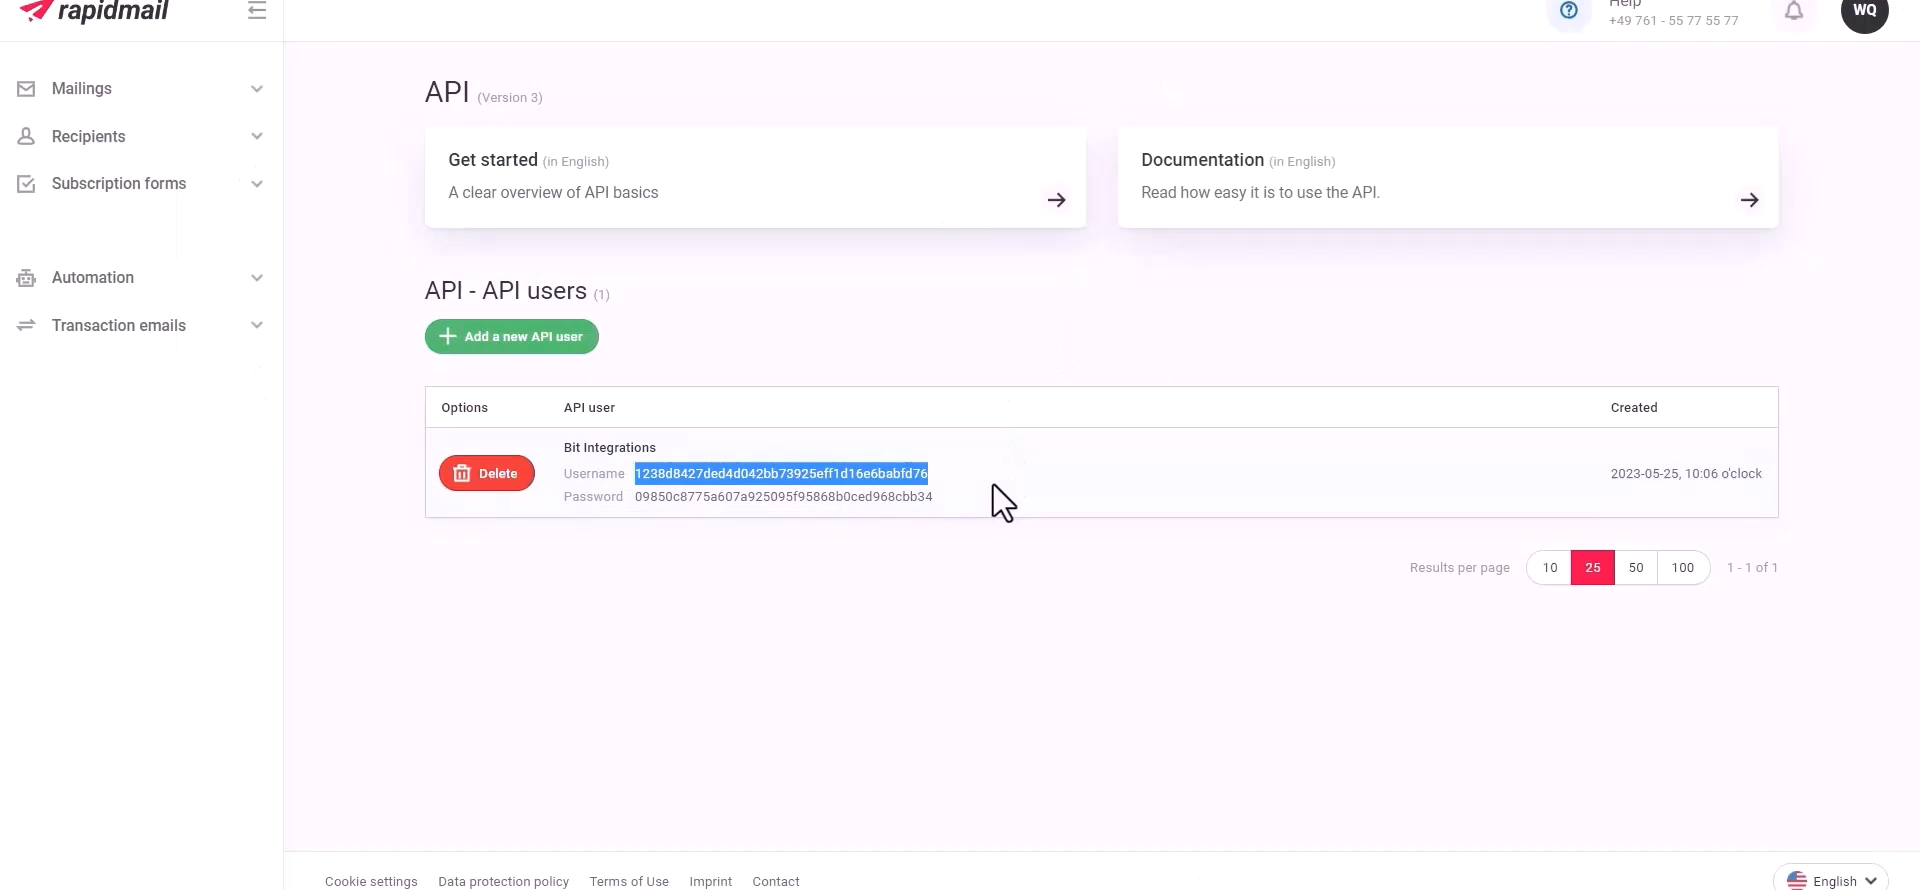 rapidmail
Help
+49 761 - 55 77 55 77
WQ
Mailings
Recipients
Subscription forms
Automation
Transaction emails
API (Version 3)
Get started (in English)
A clear overview of API basics
Documentation (in English)
Read how easy it is to use the API.
API - API users (1)
Add a new API user
Options API user Created
Bit Integrations
Delete Username 1238d8427ded4d042bb73925eff1d16e6babfd76 2023-05-25, 10:06 o'clock
Password 09850c8775a607a925095f95868b0ced968cbb34
Results per page 10 25 50 100 1 - 1 of 1
Cookie settings Data protection policy Terms of Use Imprint Contact English